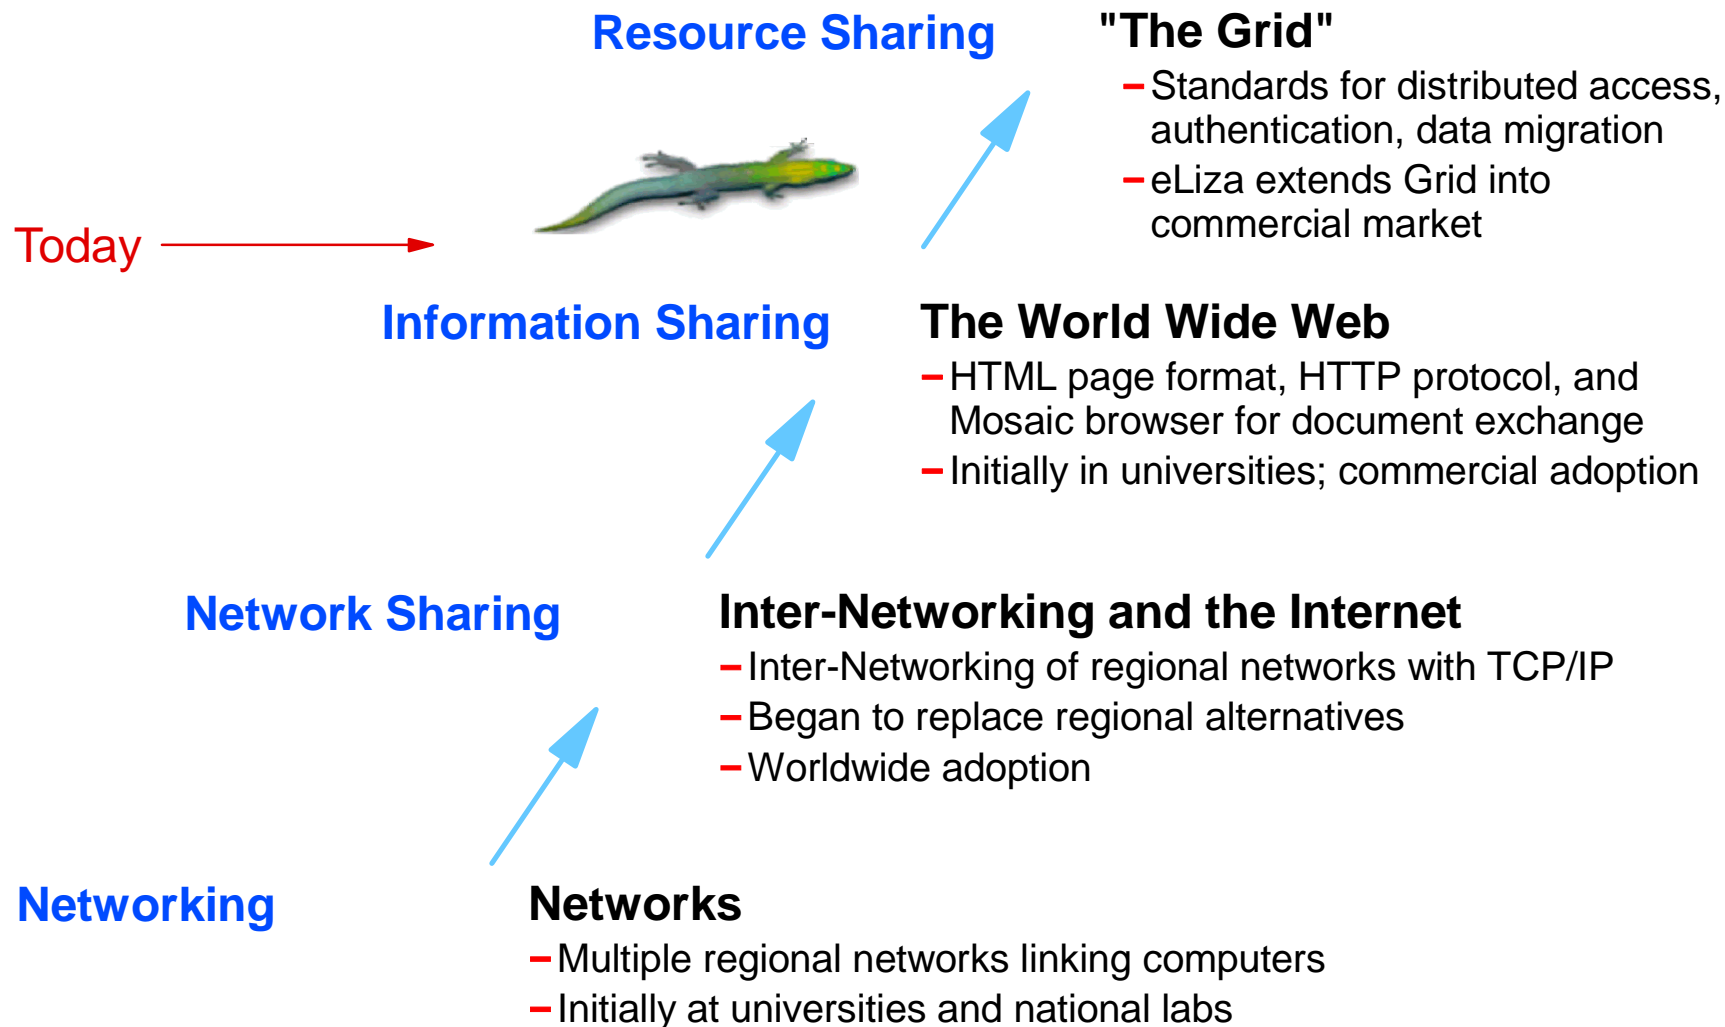 Resource Sharing
"The Grid"
– Standards for distributed access,
authentication, data migration
– eLiza extends Grid into
commercial market
Today
Information Sharing
The World Wide Web
– HTML page format, HTTP protocol, and
Mosaic browser for document exchange
– Initially in universities; commercial adoption
Network Sharing
Inter-Networking and the Internet
– Inter-Networking of regional networks with TCP/IP
– Began to replace regional alternatives
– Worldwide adoption
Networking
Networks
– Multiple regional networks linking computers
– Initially at universities and national labs